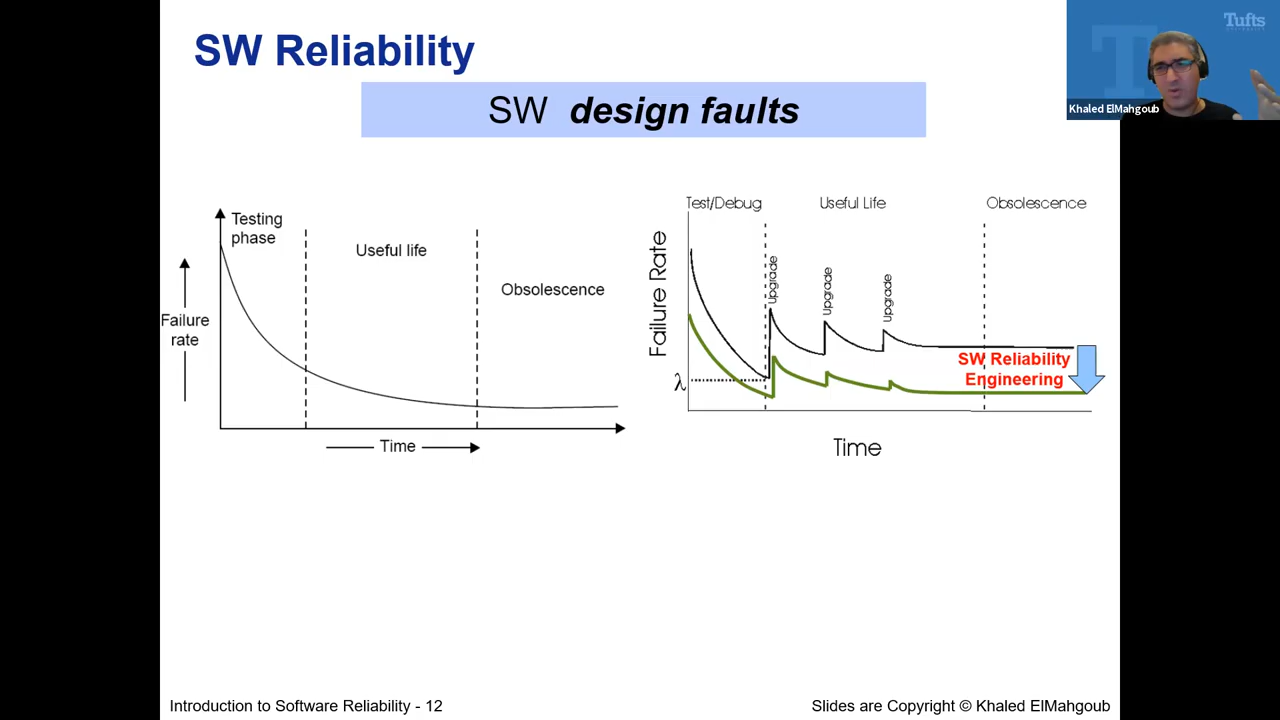 SW Reliability
SW design faults
Tufts
UNIVERSITY
Khaled ElMahgoub
Testing
phase
Useful life
Obsolescence
Failure
rate
Time
Test/Debug
Useful Life
Obsolescence
Failure Rate
Upgrade
Upgrade
Upgrade
λ
SW Reliability
Engineering
Time
Introduction to Software Reliability - 12
Slides are Copyright © Khaled ElMahgoub